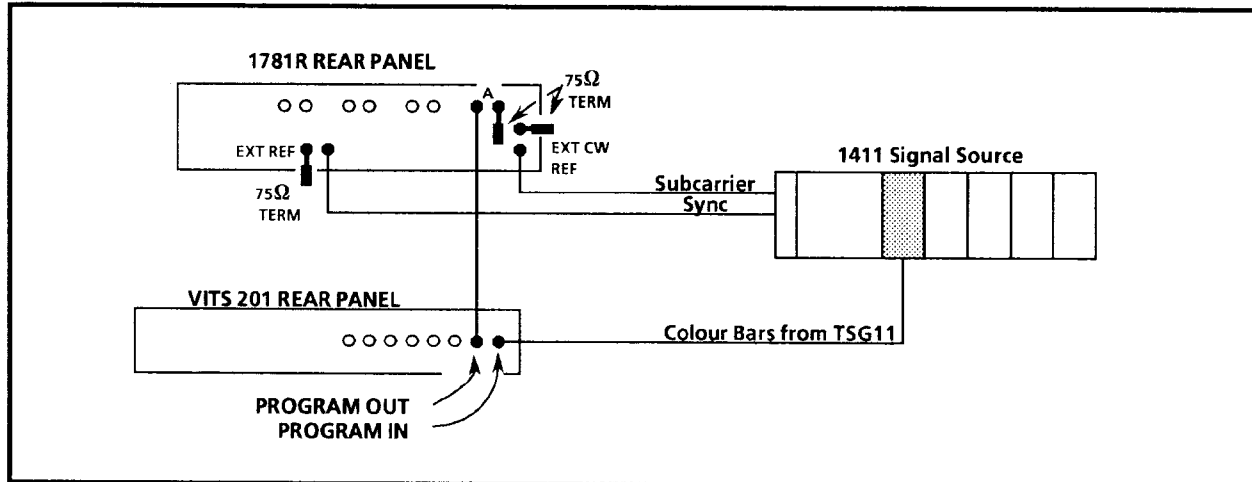 1781R REAR PANEL
A
75Ω
TERM
EXT REF
EXT CW
REF
75Ω
TERM
1411 Signal Source
Subcarrier
Sync
VITS 201 REAR PANEL
Colour Bars from TSG11
PROGRAM OUT
PROGRAM IN